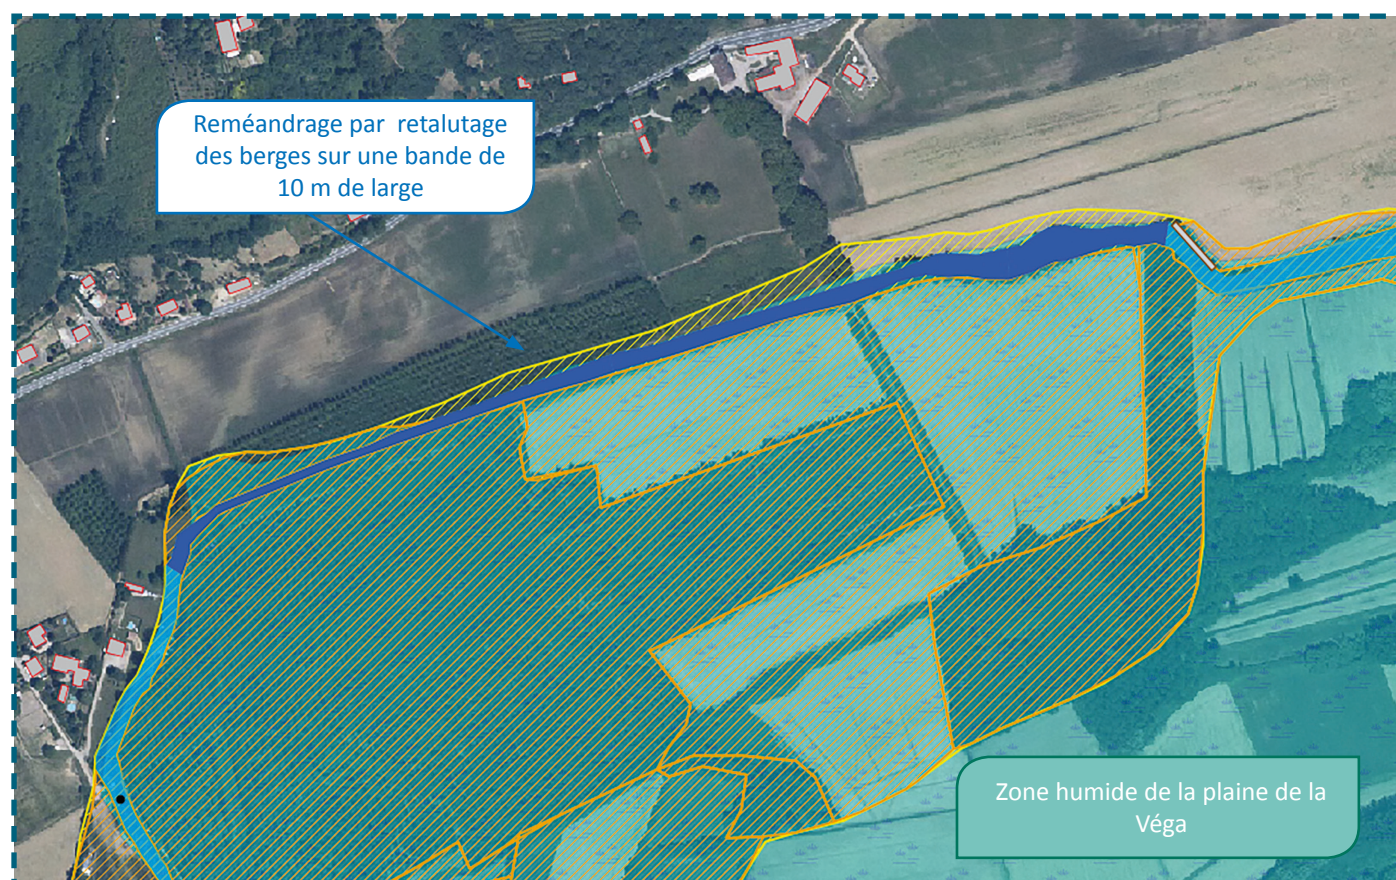 Reméandrage par retalutage
des berges sur une bande de
10 m de large
Zone humide de la plaine de la
Véga